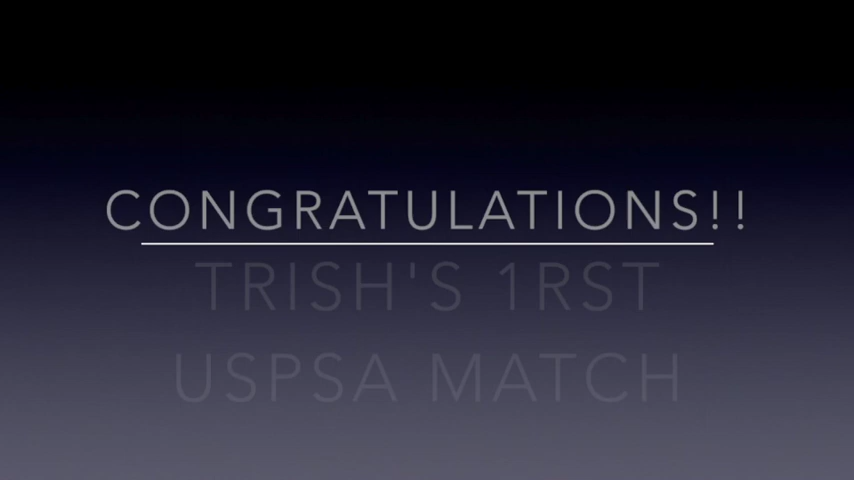 CONGRATULATIONS!!
TRISH'S 1RST
USPSA MATCH